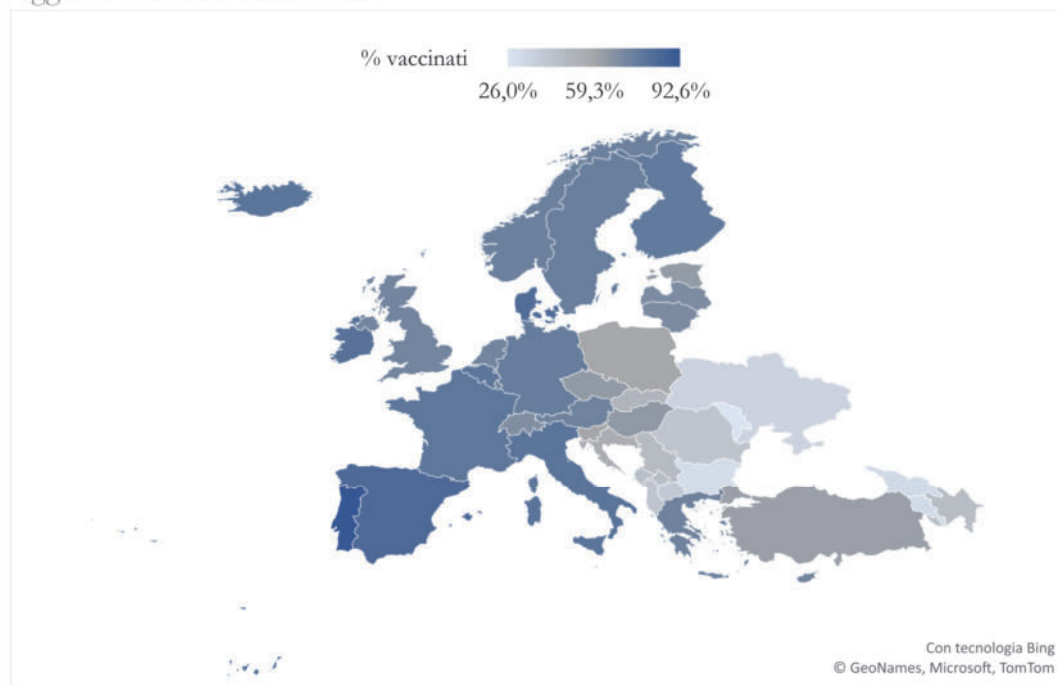 % vaccinati
26,0% 59,3% 92,6%
Con tecnologia Bing
© GeoNames, Microsoft, TomTom